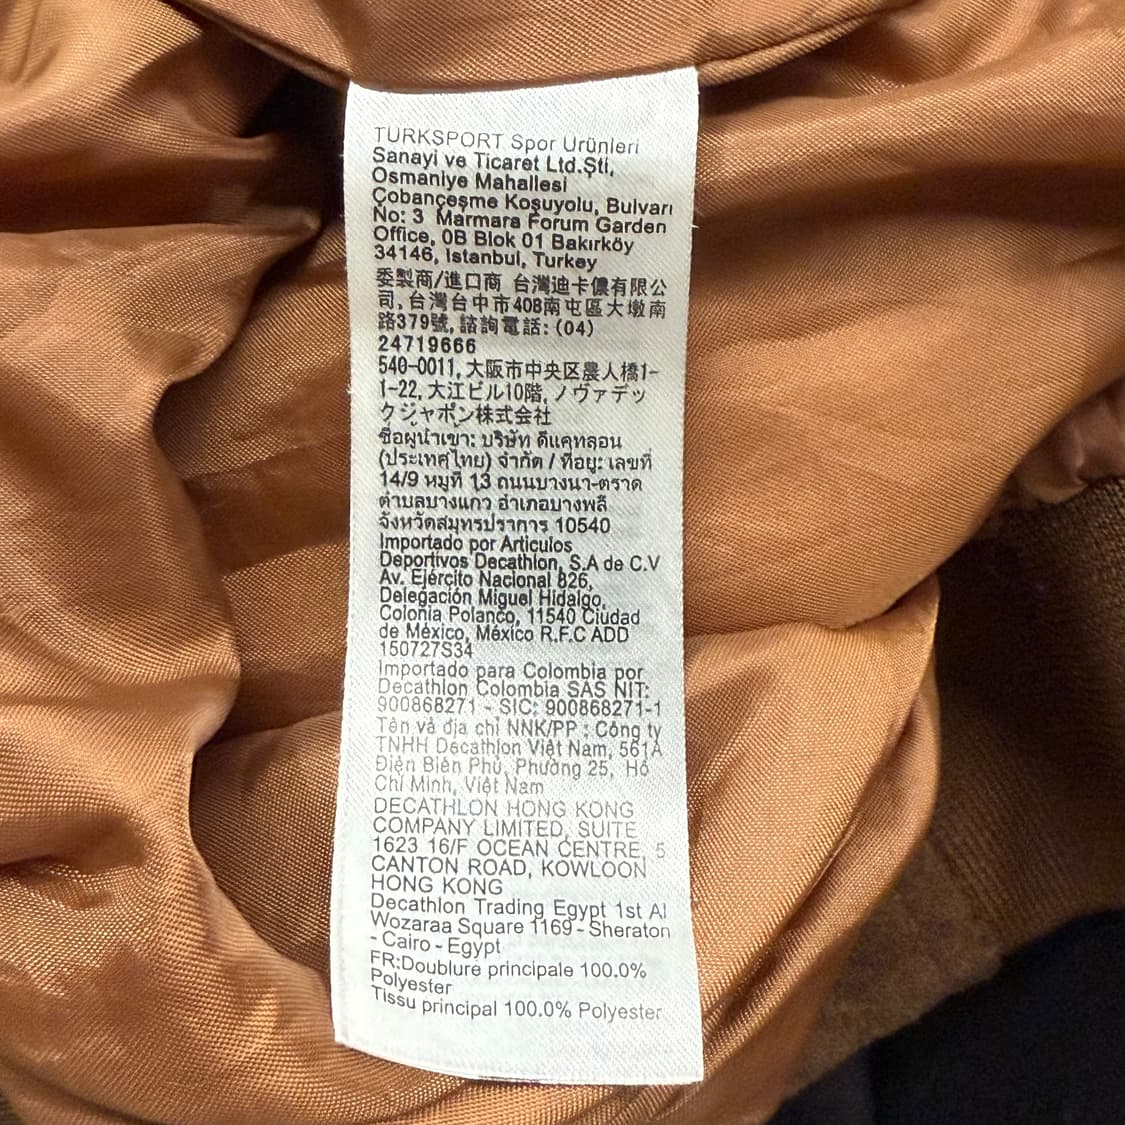 TURKSPORT Spor Ürünleri
Sanayi ve Ticaret Ltd.Şti,
Osmaniye Mahallesi
Çobançeşme Koşuyolu, Bulvarı
No: 3 Marmara Forum Garden
Office, 0B Blok 01 Bakırköy
34146, Istanbul, Turkey
委製商/進口商 台灣迪卡儂有限公
司, 台灣台中市408南屯區大墩南
路379號, 諮詢電話: (04)
24719666
540-0011, 大阪市中央区農人橋1-
1-22, 大江ビル10階, ノヴァデッ
クジャポン株式会社
ชื่อผู้นำเข้า: บริษัท ดีแคทลอน
(ประเทศไทย) จำกัด / ที่อยู่: เลขที่
14/9 หมู่ที่ 13 ถนนบางนา-ตราด
ตำบลบางแก้ว อำเภอบางพลี
จังหวัดสมุทรปราการ 10540
Importado por Articulos
Deportivos Decathlon, S.A de C.V
Av. Ejército Nacional 826,
Delegación Miguel Hidalgo,
Colonia Polanco, 11540 Ciudad
de México, México R.F.C ADD
150727S34
Importado para Colombia por
Decathlon Colombia SAS NIT:
900868271 - SIC: 900868271-1
Tên và địa chỉ NNK/PP : Công ty
TNHH Decathlon Việt Nam, 561A
Điện Biên Phủ, Phường 25, Hồ
Chí Minh, Việt Nam
DECATHLON HONG KONG
COMPANY LIMITED, SUITE
1623 16/F OCEAN CENTRE, 5
CANTON ROAD, KOWLOON
HONG KONG
Decathlon Trading Egypt 1st Al
Wozaraa Square 1169 - Sheraton
- Cairo - Egypt
FR:Doublure principale 100.0%
Polyester
Tissu principal 100.0% Polyester